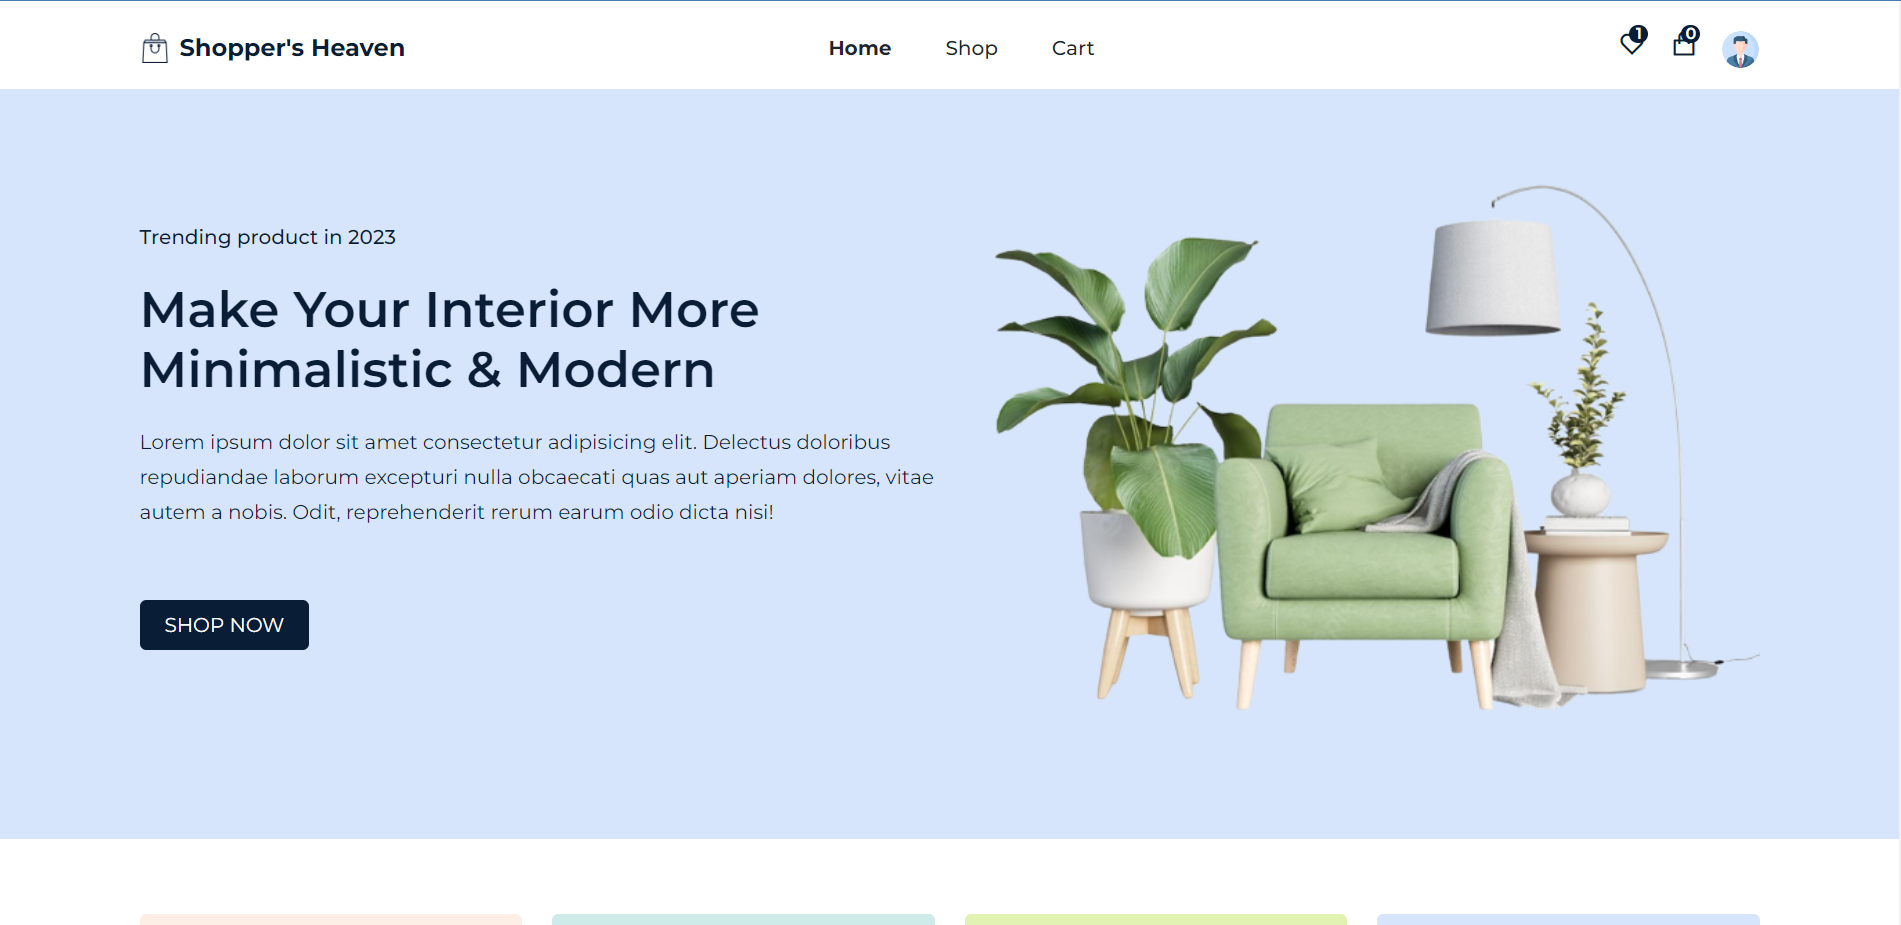 Shopper's Heaven
Home
Shop
Cart
1
0
Trending product in 2023
Make Your Interior More
Minimalistic & Modern
Lorem ipsum dolor sit amet consectetur adipisicing elit. Delectus doloribus
repudiandae laborum excepturi nulla obcaecati quas aut aperiam dolores, vitae
autem a nobis. Odit, reprehenderit rerum earum odio dicta nisi!
SHOP NOW